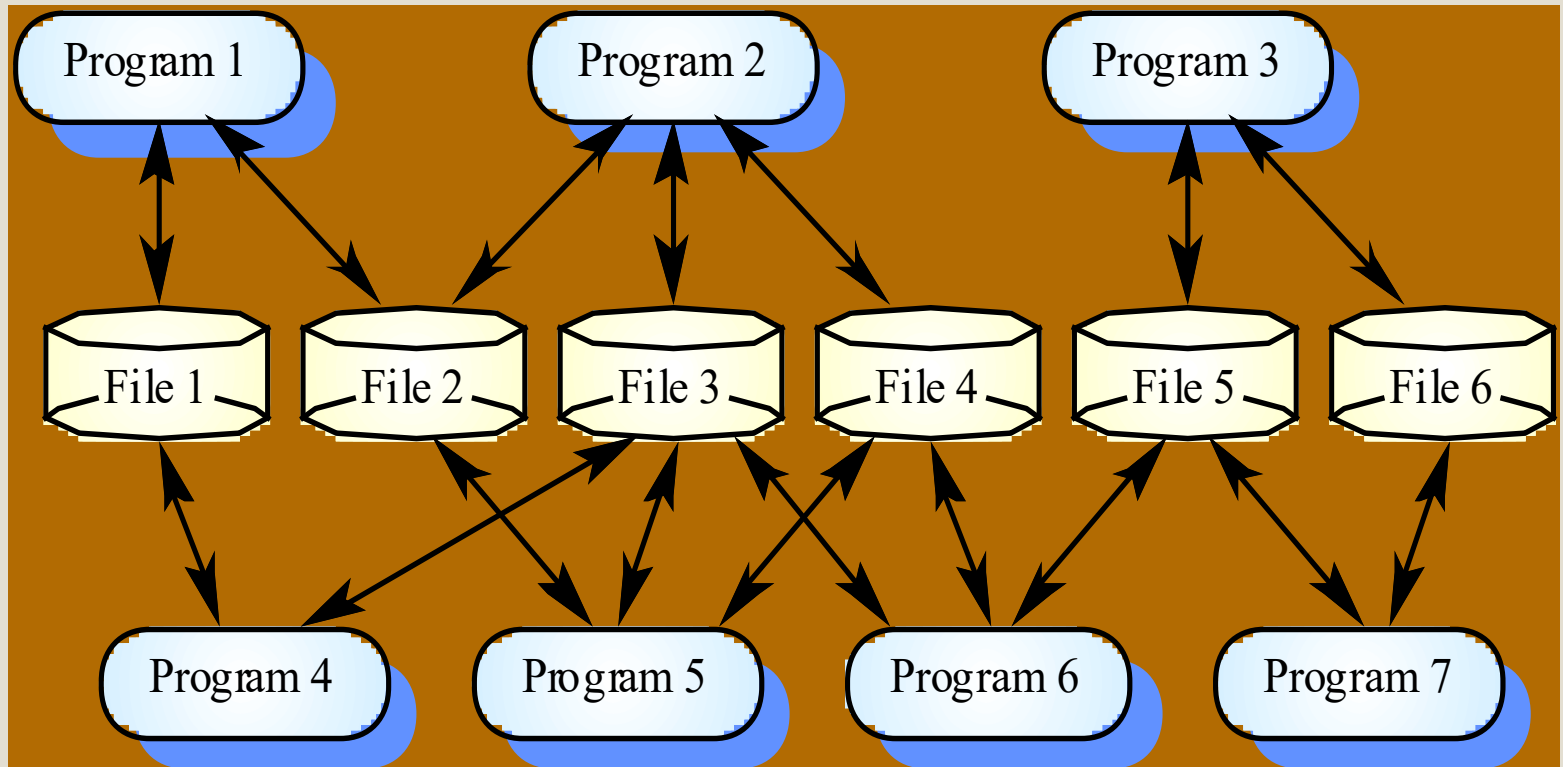 Program 1
Program 2
Program 3
File 1
File 2
File 3
File 4
File 5
File 6
Program 4
Program 5
Program 6
Program 7